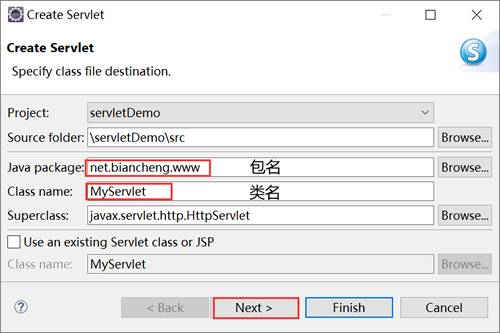 Create Servlet
Create Servlet
Specify class file destination.
S
Project: servletDemo
Source folder: \servletDemo\src Browse...
Java package: net.biancheng.www 包名 Browse...
Class name: MyServlet 类名
Superclass: javax.servlet.http.HttpServlet Browse...
Use an existing Servlet class or JSP
Class name: MyServlet Browse...
? < Back Next > Finish Cancel